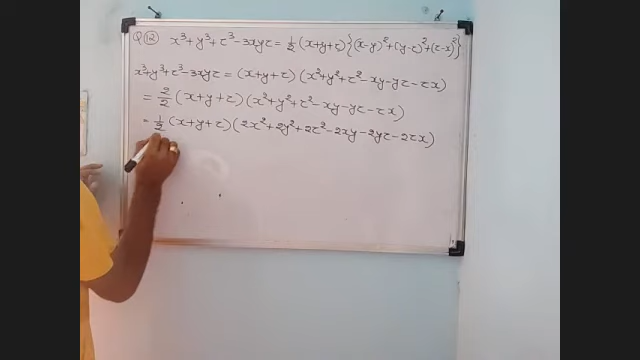 Q 12 x³+y³+z³-3xyz = 1/2 (x+y+z) {(x-y)²+(y-z)²+(z-x)²}
x³+y³+z³-3xyz = (x+y+z) (x²+y²+z²-xy-yz-zx)
= 2/2 (x+y+z) (x²+y²+z²-xy-yz-zx)
= 1/2 (x+y+z) (2x²+2y²+2z²-2xy-2yz-2zx)